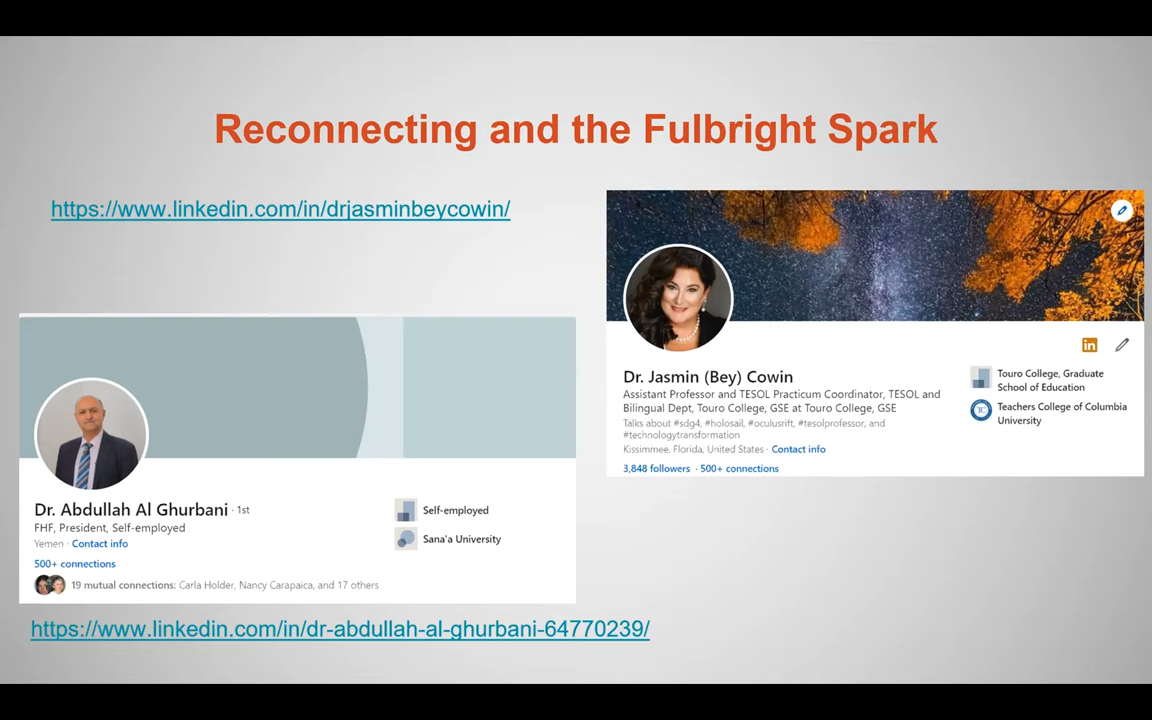 Reconnecting and the Fulbright Spark
https://www.linkedin.com/in/drjasminbeycowin/
Dr. Jasmin (Bey) Cowin
Assistant Professor and TESOL Practicum Coordinator, TESOL and
Bilingual Dept, Touro College, GSE at Touro College, GSE
Talks about #sdg4, #holosail, #oculusrift, #tesolprofessor, and
#technologytransformation
Kissimmee, Florida, United States · Contact info
3,848 followers · 500+ connections
in
Touro College, Graduate
School of Education
TC
Teachers College of Columbia
University
Dr. Abdullah Al Ghurbani · 1st
FHF, President, Self-employed
Yemen · Contact info
500+ connections
19 mutual connections: Carla Holder, Nancy Carapaica, and 17 others
Self-employed
Sana'a University
https://www.linkedin.com/in/dr-abdullah-al-ghurbani-64770239/